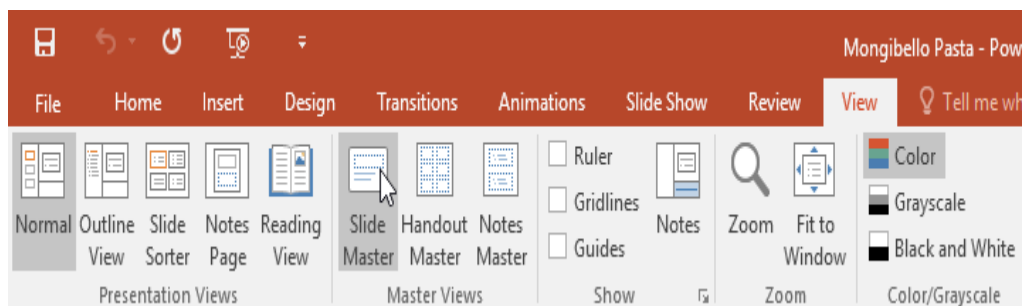 Mongibello Pasta - Pow
File Home Insert Design Transitions Animations Slide Show Review View Tell me wh
Normal
Outline View
Slide Sorter
Notes Page
Reading View
Presentation Views
Slide Master
Handout Master
Notes Master
Master Views
Ruler
Gridlines
Guides
Notes
Show
Zoom
Fit to Window
Zoom
Color
Grayscale
Black and White
Color/Grayscale